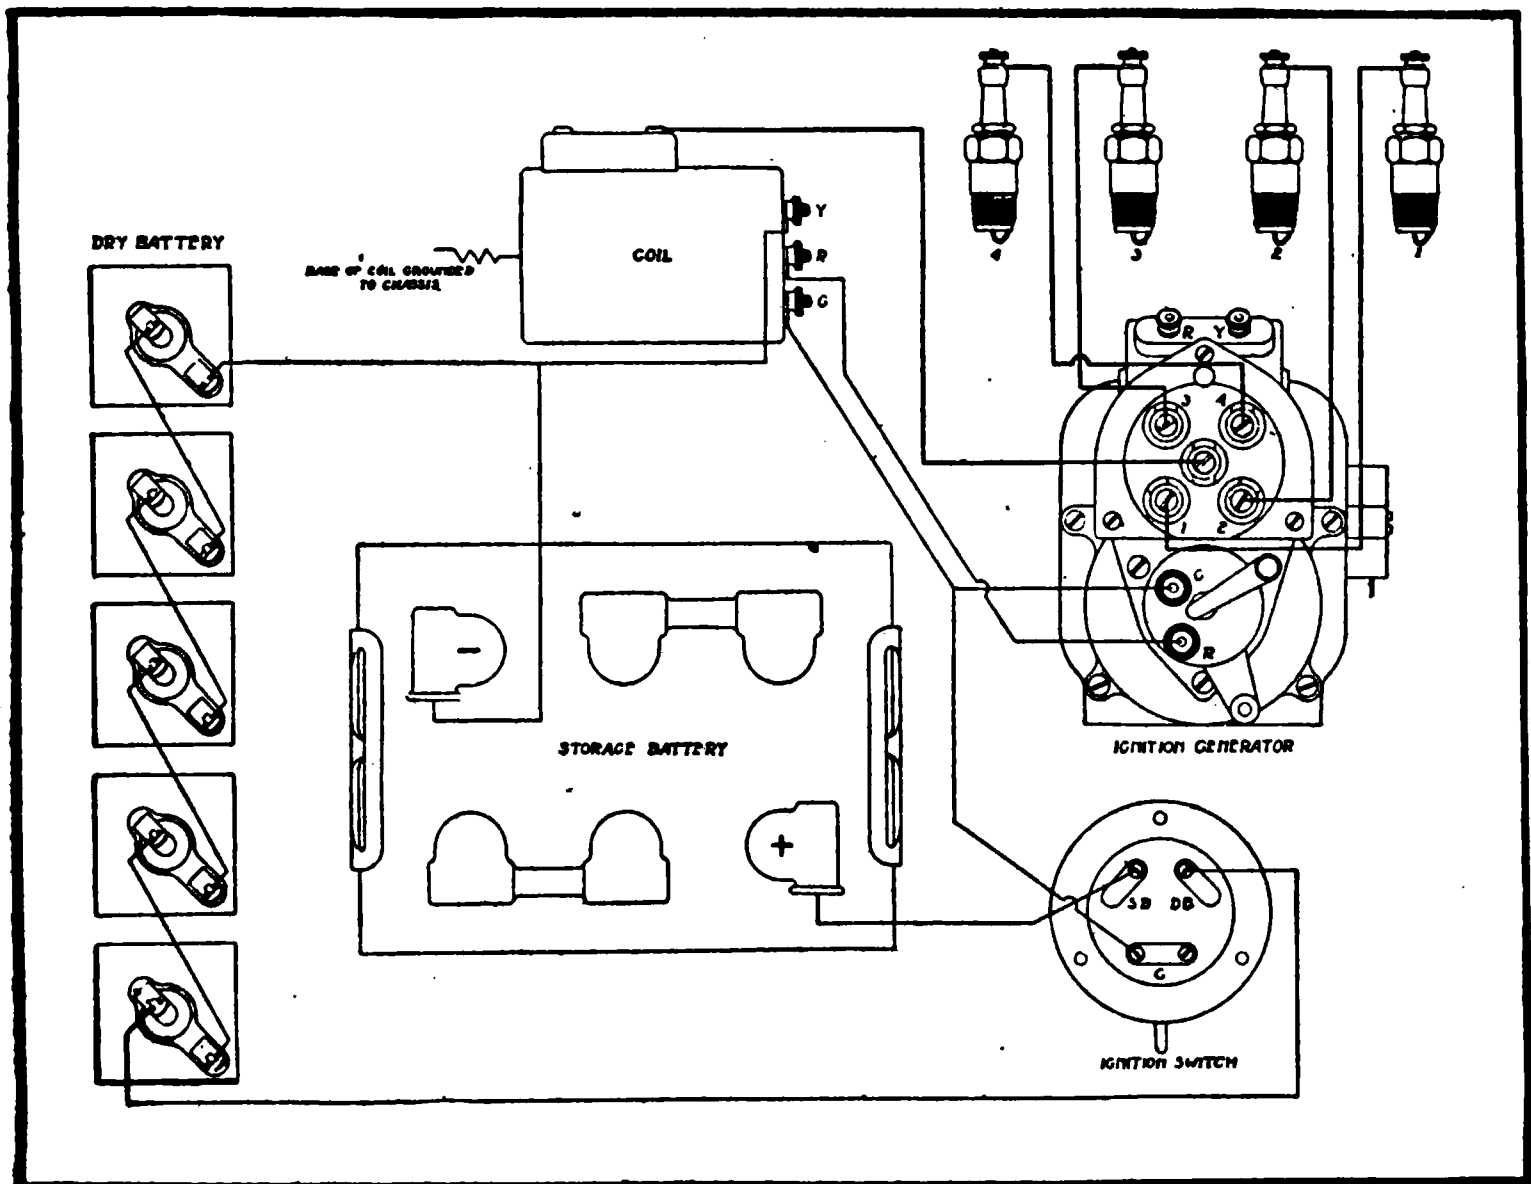 4 3 2 1
DRY BATTERY
COIL
Y
R
G
BASE OF COIL GROUNDED
TO CHASSIS
R Y
3 4
1 2
G
R
IGNITION GENERATOR
-
STORAGE BATTERY
+
SB DB
G
IGNITION SWITCH